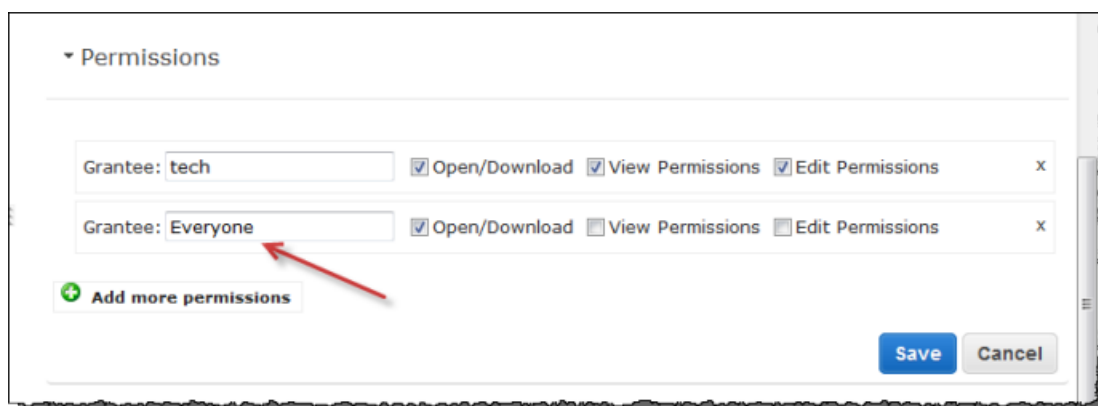 Permissions
Grantee: tech Open/Download View Permissions Edit Permissions x
Grantee: Everyone Open/Download View Permissions Edit Permissions x
Add more permissions
Save Cancel